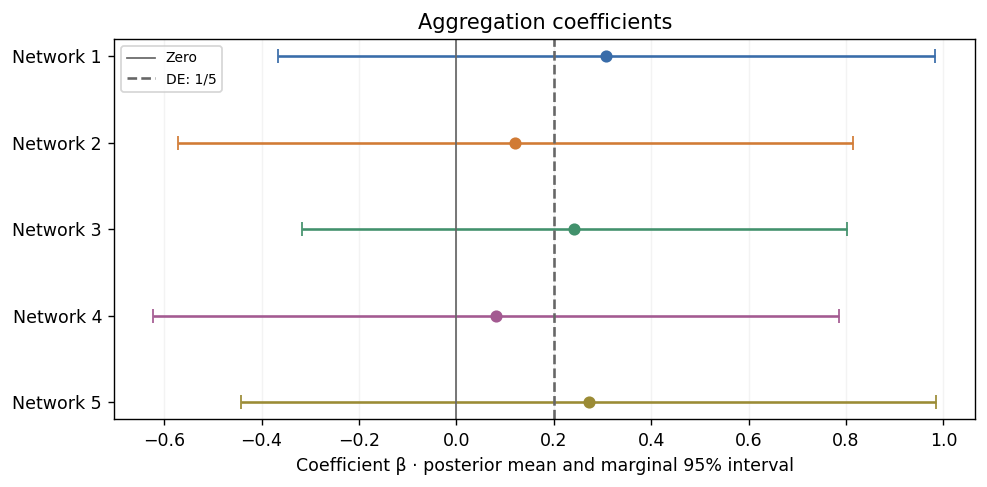 Aggregation coefficients
Zero
DE: 1/5
Network 1
Network 2
Network 3
Network 4
Network 5
−0.6 −0.4 −0.2 0.0 0.2 0.4 0.6 0.8 1.0
Coefficient β · posterior mean and marginal 95% interval